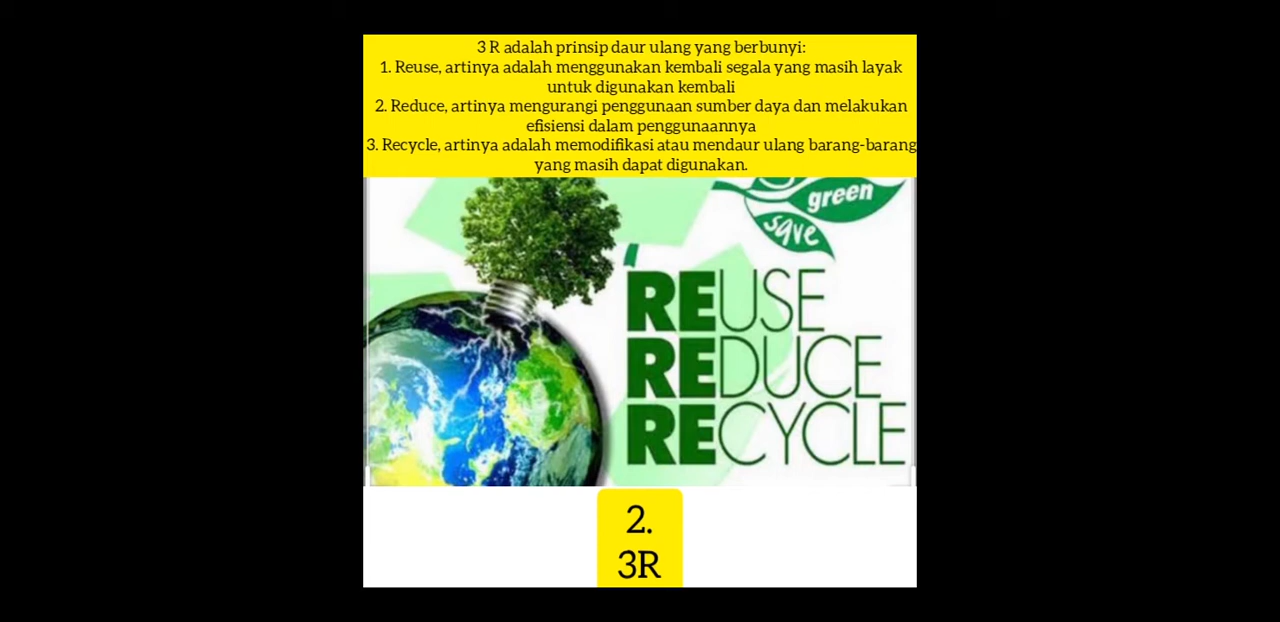 3 R adalah prinsip daur ulang yang berbunyi:
1. Reuse, artinya adalah menggunakan kembali segala yang masih layak
untuk digunakan kembali
2. Reduce, artinya mengurangi penggunaan sumber daya dan melakukan
efisiensi dalam penggunaannya
3. Recycle, artinya adalah memodifikasi atau mendaur ulang barang-barang
yang masih dapat digunakan.
green
save
REUSE
REDUCE
RECYCLE
2.
3R